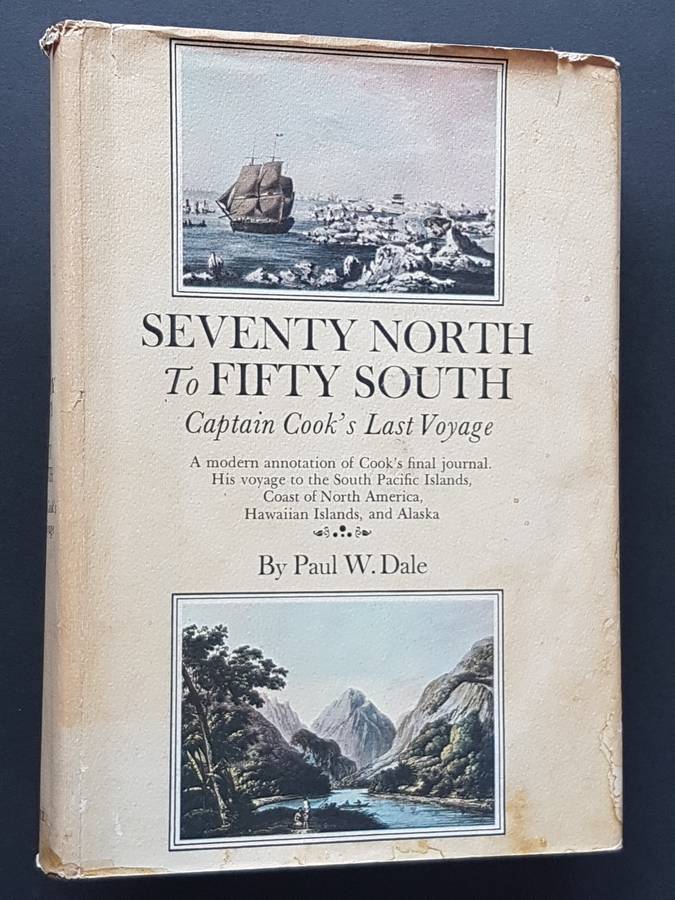 SEVENTY NORTH
To FIFTY SOUTH
Captain Cook's Last Voyage
A modern annotation of Cook's final journal.
His voyage to the South Pacific Islands,
Coast of North America,
Hawaiian Islands, and Alaska
By Paul W. Dale